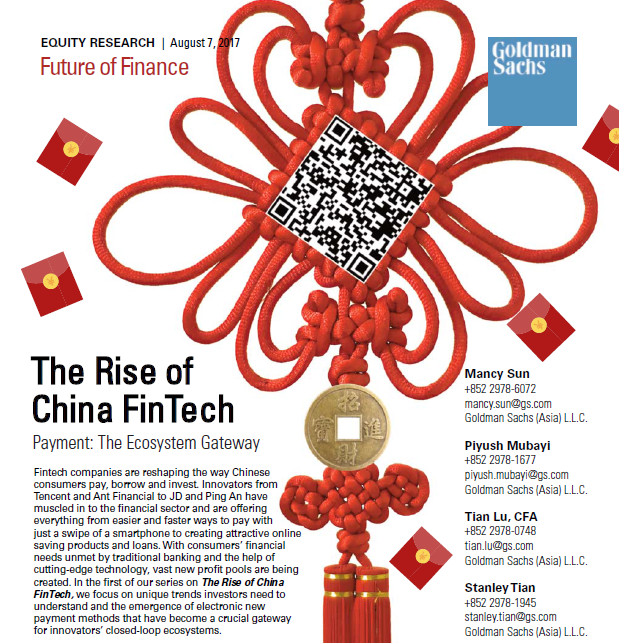 EQUITY RESEARCH | August 7, 2017
Future of Finance
Goldman
Sachs
The Rise of
China FinTech
Payment: The Ecosystem Gateway
Fintech companies are reshaping the way Chinese
consumers pay, borrow and invest. Innovators from
Tencent and Ant Financial to JD and Ping An have
muscled in to the financial sector and are offering
everything from easier and faster ways to pay with
just a swipe of a smartphone to creating attractive online
saving products and loans. With consumers' financial
needs unmet by traditional banking and the help of
cutting-edge technology, vast new profit pools are being
created. In the first of our series on The Rise of China
FinTech, we focus on unique trends investors need to
understand and the emergence of electronic new
payment methods that have become a crucial gateway
for innovators' closed-loop ecosystems.
招
寶 進
財
Mancy Sun
+852 2978-6072
mancy.sun@gs.com
Goldman Sachs (Asia) L.L.C.
Piyush Mubayi
+852 2978-1677
piyush.mubayi@gs.com
Goldman Sachs (Asia) L.L.C.
Tian Lu, CFA
+852 2978-0748
tian.lu@gs.com
Goldman Sachs (Asia) L.L.C.
Stanley Tian
+852 2978-1945
stanley.tian@gs.com
Goldman Sachs (Asia) L.L.C.